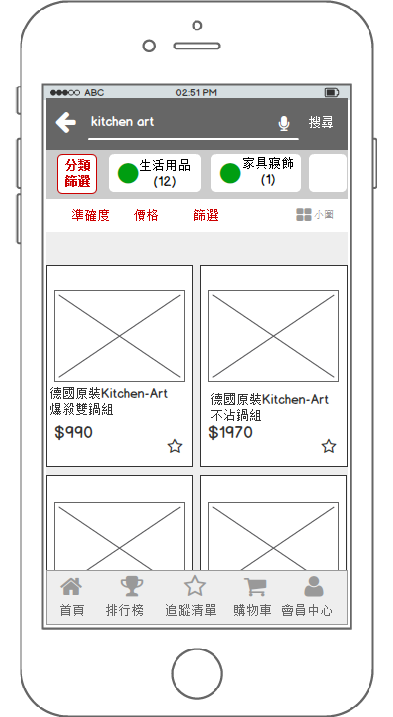 ABC 02:51 PM
kitchen art 搜尋
分類
篩選
生活用品
(12)
家具寢飾
(1)
準確度 價格 篩選 小圖
德國原裝Kitchen-Art
爆殺雙鍋組
$990
德國原裝Kitchen-Art
不沾鍋組
$1970
首頁 排行榜 追蹤清單 購物車 會員中心